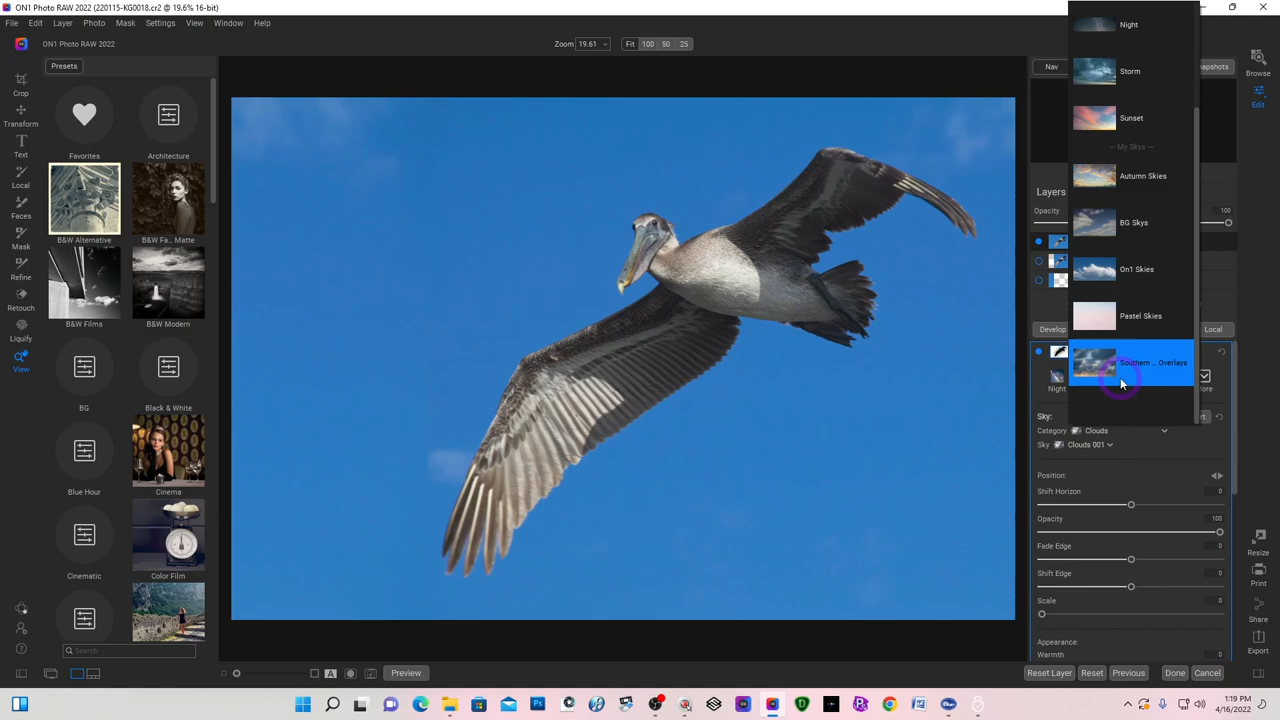 ON1 Photo RAW 2022 (220115-KG0018.cr2 @ 19.6% 16-bit)
File Edit Layer Photo Mask Settings View Window Help
ON1 Photo RAW 2022
Zoom 19.61 Fit 100 50 25
Presets
Nav
apshots
Crop
Transform
Text
Local
Faces
Mask
Refine
Retouch
Liquify
View
Favorites
Architecture
B&W Alternative
B&W Fa... Matte
B&W Films
B&W Modern
BG
Black & White
Blue Hour
Cinema
Cinematic
Color Film
Search
Preview
Night
Storm
Sunset
-- My Skys --
Autumn Skies
BG Skys
On1 Skies
Pastel Skies
Southern ... Overlays
Layers
Opacity 100
Develop
Local
Night
ore
Sky:
rt
Category Clouds
Sky Clouds 001
Position:
Shift Horizon 0
Opacity 100
Fade Edge 0
Shift Edge 0
Scale 0
Appearance:
Warmth 0
Reset Layer Reset Previous Done Cancel
Browse
Edit
Resize
Print
Share
Export
1:19 PM
4/16/2022